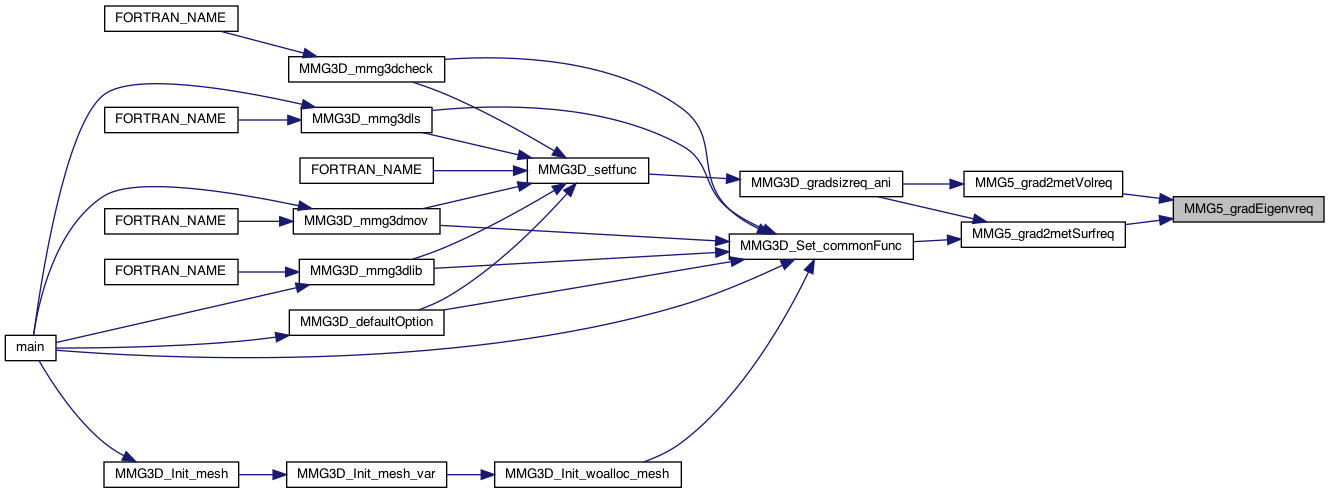 FORTRAN_NAME
MMG3D_mmg3dcheck
FORTRAN_NAME
MMG3D_mmg3dls
FORTRAN_NAME
MMG3D_setfunc
MMG3D_gradsizreq_ani
MMG5_grad2metVolreq
MMG5_gradEigenvreq
FORTRAN_NAME
MMG3D_mmg3dmov
MMG5_grad2metSurfreq
MMG3D_Set_commonFunc
FORTRAN_NAME
MMG3D_mmg3dlib
MMG3D_defaultOption
main
MMG3D_Init_mesh
MMG3D_Init_mesh_var
MMG3D_Init_woalloc_mesh